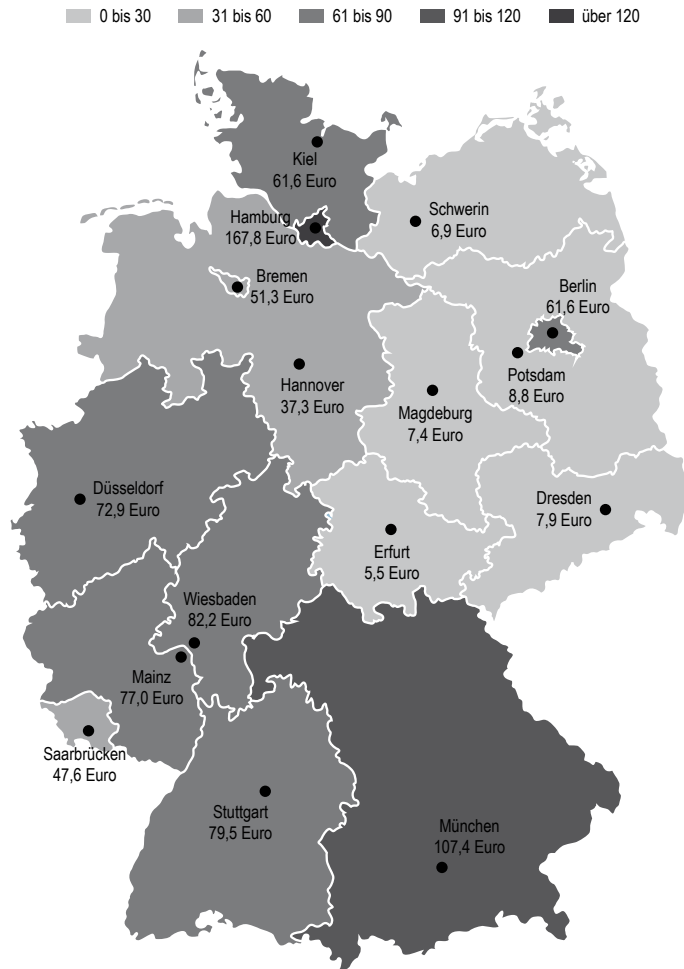 0 bis 30 31 bis 60 61 bis 90 91 bis 120 über 120
Kiel
61,6 Euro
Hamburg
167,8 Euro
Schwerin
6,9 Euro
Bremen
51,3 Euro
Berlin
61,6 Euro
Hannover
37,3 Euro
Potsdam
8,8 Euro
Magdeburg
7,4 Euro
Düsseldorf
72,9 Euro
Dresden
7,9 Euro
Erfurt
5,5 Euro
Wiesbaden
82,2 Euro
Mainz
77,0 Euro
Saarbrücken
47,6 Euro
Stuttgart
79,5 Euro
München
107,4 Euro